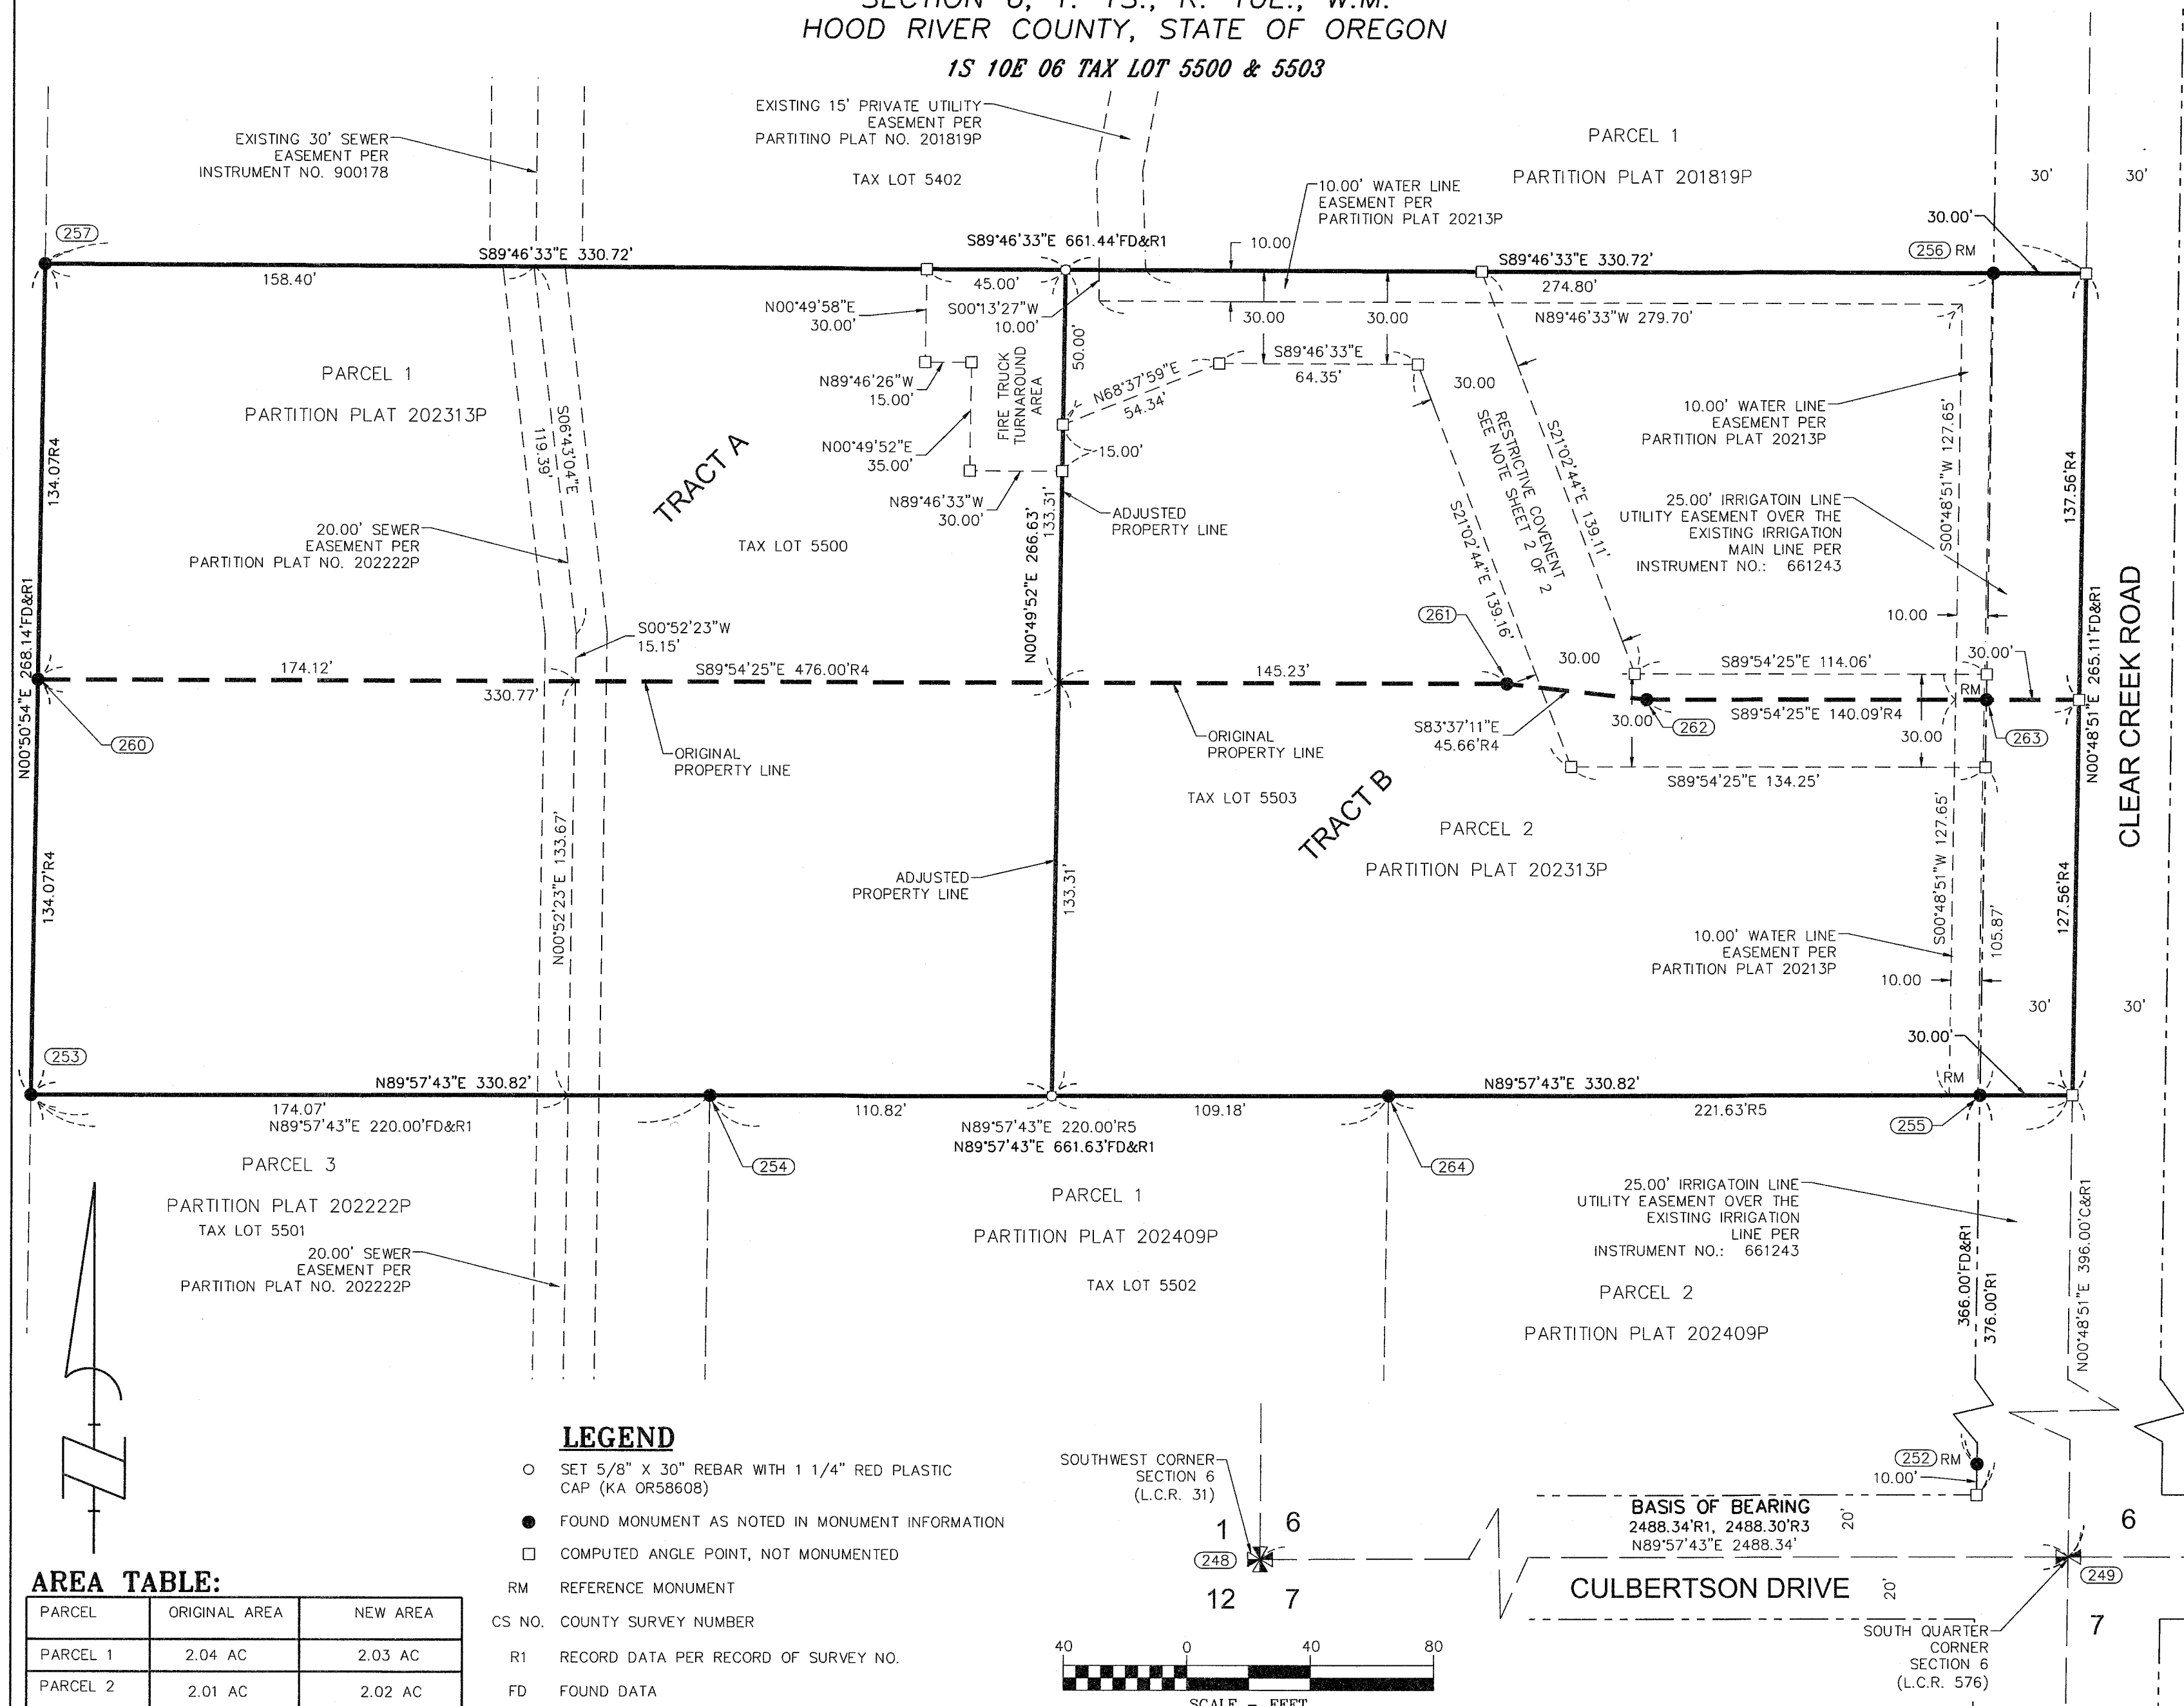 SECTION 6, T. 1S., R. 10E., W.M.
HOOD RIVER COUNTY, STATE OF OREGON
1S 10E 06 TAX LOT 5500 & 5503
EXISTING 30' SEWER
EASEMENT PER
INSTRUMENT NO. 900178
EXISTING 15' PRIVATE UTILITY
EASEMENT PER
PARTITINO PLAT NO. 201819P
TAX LOT 5402
10.00' WATER LINE
EASEMENT PER
PARTITION PLAT 20213P
PARCEL 1
PARTITION PLAT 201819P
30'
30'
30.00'
257
S89°46'33"E 330.72'
158.40'
S89°46'33"E 661.44'FD&R1
45.00'
10.00
S89°46'33"E 330.72'
274.80'
256 RM
N00°49'58"E
30.00'
S00°13'27"W
10.00'
50.00'
30.00
30.00
N89°46'33"W 279.70'
FIRE TRUCK
TURNAROUND
AREA
N89°46'26"W
15.00'
N68°37'59"E
54.34'
S89°46'33"E
64.35'
30.00
PARCEL 1
PARTITION PLAT 202313P
134.07'R4
S06°43'04"E
119.39'
TRACT A
N00°49'52"E
35.00'
15.00'
N89°46'33"W
30.00'
133.31'
ADJUSTED
PROPERTY LINE
RESTRICTIVE COVENENT
SEE NOTE SHEET 2 OF 2
S21°02'44"E 139.11'
S21°02'44"E 139.16'
10.00' WATER LINE
EASEMENT PER
PARTITION PLAT 20213P
S00°48'51"W 127.65'
137.56'R4
25.00' IRRIGATOIN LINE
UTILITY EASEMENT OVER THE
EXISTING IRRIGATION
MAIN LINE PER
INSTRUMENT NO.: 661243
20.00' SEWER
EASEMENT PER
PARTITION PLAT NO. 202222P
TAX LOT 5500
N00°49'52"E 266.63'
N00°50'54"E 268.14'FD&R1
S00°52'23"W
15.15'
261
10.00
CLEAR CREEK ROAD
N00°48'51"E 265.11'FD&R1
174.12'
330.77'
S89°54'25"E 476.00'R4
145.23'
30.00
S89°54'25"E 114.06'
30.00'
RM
260
ORIGINAL
PROPERTY LINE
ORIGINAL
PROPERTY LINE
S83°37'11"E
45.66'R4
30.00
262
S89°54'25"E 140.09'R4
30.00
263
S89°54'25"E 134.25'
TAX LOT 5503
TRACT B
PARCEL 2
PARTITION PLAT 202313P
134.07'R4
N00°52'23"E 133.67'
ADJUSTED
PROPERTY LINE
133.31'
S00°48'51"W 127.65'
105.87'
127.56'R4
10.00' WATER LINE
EASEMENT PER
PARTITION PLAT 20213P
10.00
30'
30'
30.00'
253
N89°57'43"E 330.82'
N89°57'43"E 330.82'
RM
174.07'
N89°57'43"E 220.00'FD&R1
110.82'
109.18'
221.63'R5
N89°57'43"E 220.00'R5
N89°57'43"E 661.63'FD&R1
255
254
264
PARCEL 3
PARTITION PLAT 202222P
TAX LOT 5501
20.00' SEWER
EASEMENT PER
PARTITION PLAT NO. 202222P
PARCEL 1
PARTITION PLAT 202409P
TAX LOT 5502
25.00' IRRIGATOIN LINE
UTILITY EASEMENT OVER THE
EXISTING IRRIGATION
LINE PER
INSTRUMENT NO.: 661243
PARCEL 2
PARTITION PLAT 202409P
366.00'FD&R1
376.00'R1
N00°48'51"E 396.00'C&R1
LEGEND
SET 5/8" X 30" REBAR WITH 1 1/4" RED PLASTIC
CAP (KA OR58608)
FOUND MONUMENT AS NOTED IN MONUMENT INFORMATION
COMPUTED ANGLE POINT, NOT MONUMENTED
RM REFERENCE MONUMENT
CS NO. COUNTY SURVEY NUMBER
R1 RECORD DATA PER RECORD OF SURVEY NO.
FD FOUND DATA
AREA TABLE:
PARCEL ORIGINAL AREA NEW AREA
PARCEL 1 2.04 AC 2.03 AC
PARCEL 2 2.01 AC 2.02 AC
SOUTHWEST CORNER
SECTION 6
(L.C.R. 31)
1 6
248
12 7
40 0 40 80
SCALE - FEET
252 RM
10.00'
BASIS OF BEARING
2488.34'R1, 2488.30'R3
N89°57'43"E 2488.34'
20'
CULBERTSON DRIVE
20'
6
249
7
SOUTH QUARTER
CORNER
SECTION 6
(L.C.R. 576)